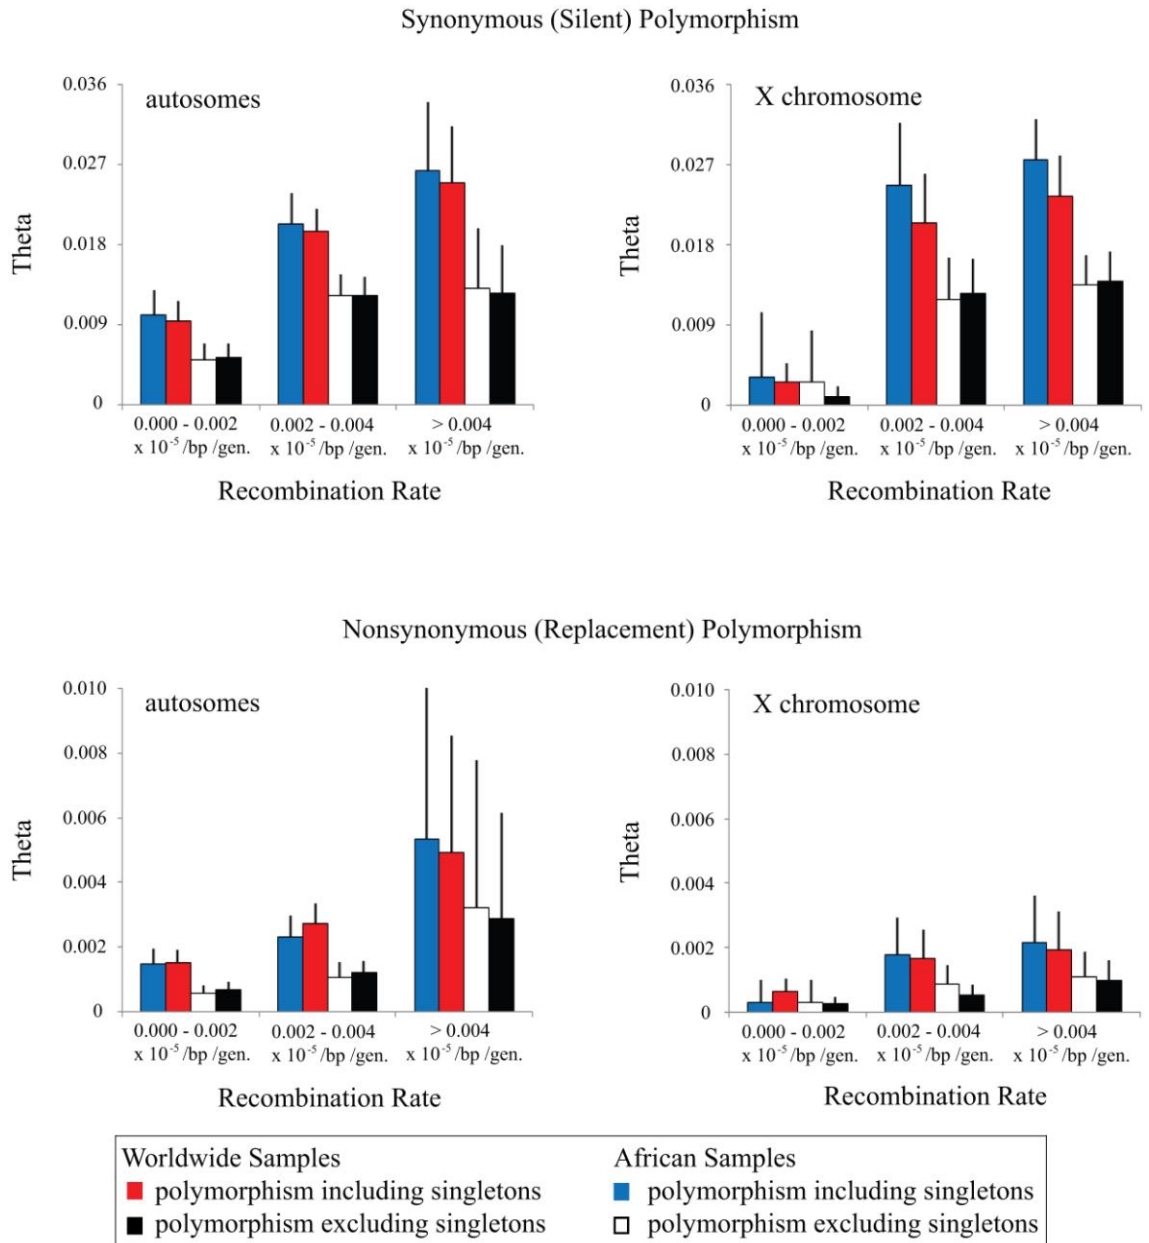 Synonymous (Silent) Polymorphism
autosomes
Theta
0.036
0.027
0.018
0.009
0
0.000 - 0.002 0.002 - 0.004 > 0.004
x 10⁻⁵ /bp /gen. x 10⁻⁵ /bp /gen. x 10⁻⁵ /bp /gen.
Recombination Rate
X chromosome
Theta
0.036
0.027
0.018
0.009
0
0.000 - 0.002 0.002 - 0.004 > 0.004
x 10⁻⁵ /bp /gen. x 10⁻⁵ /bp /gen. x 10⁻⁵ /bp /gen.
Recombination Rate
Nonsynonymous (Replacement) Polymorphism
autosomes
Theta
0.010
0.008
0.006
0.004
0.002
0
0.000 - 0.002 0.002 - 0.004 > 0.004
x 10⁻⁵ /bp /gen. x 10⁻⁵ /bp /gen. x 10⁻⁵ /bp /gen.
Recombination Rate
X chromosome
Theta
0.010
0.008
0.006
0.004
0.002
0
0.000 - 0.002 0.002 - 0.004 > 0.004
x 10⁻⁵ /bp /gen. x 10⁻⁵ /bp /gen. x 10⁻⁵ /bp /gen.
Recombination Rate
Worldwide Samples
polymorphism including singletons
polymorphism excluding singletons
African Samples
polymorphism including singletons
polymorphism excluding singletons